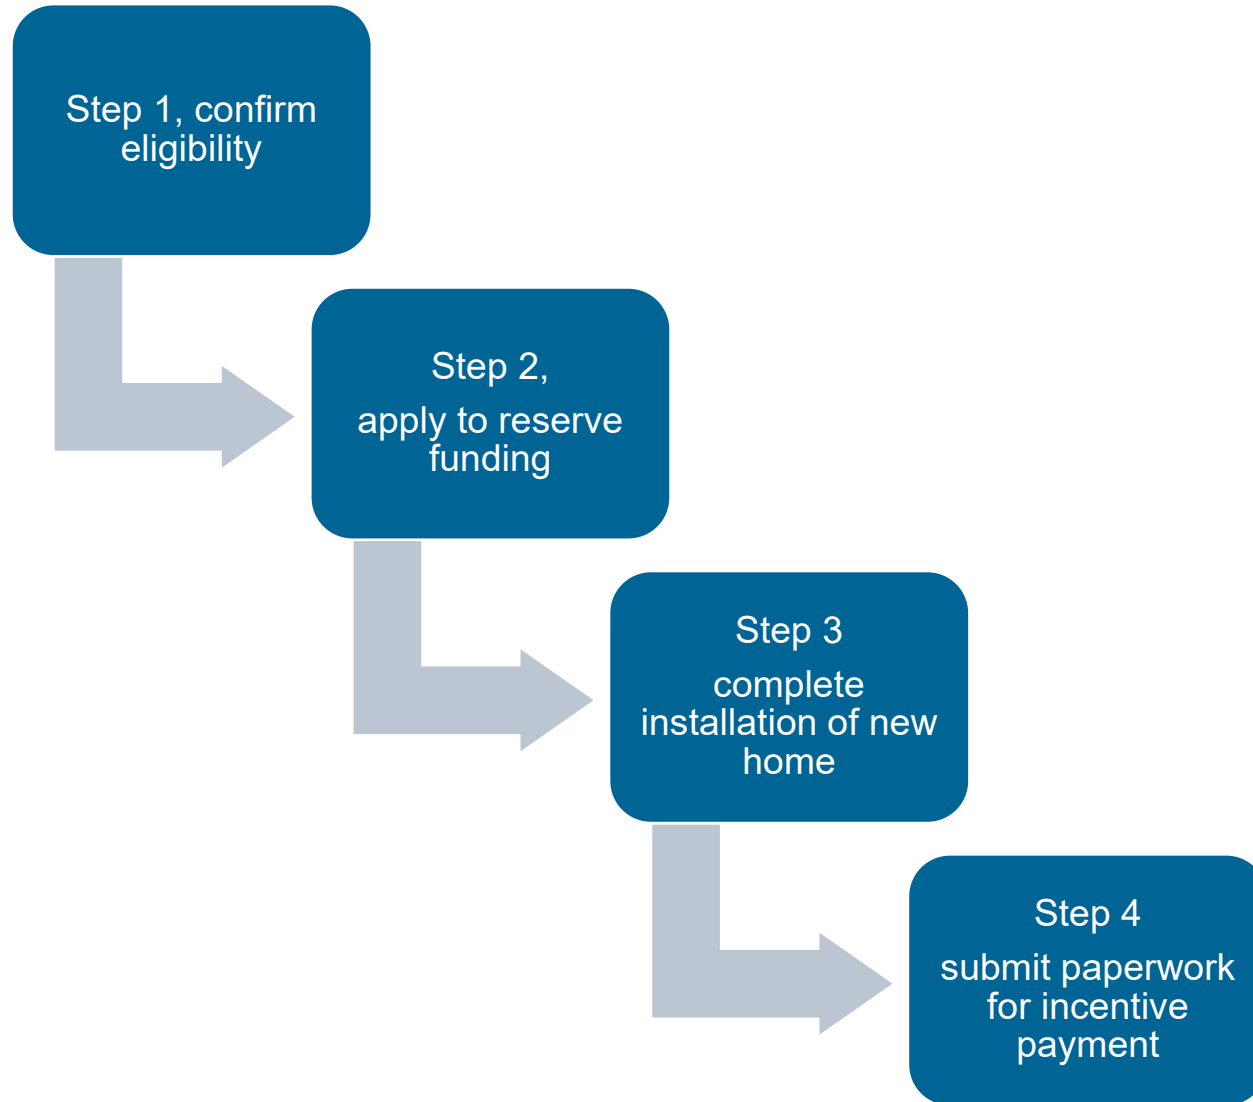 Step 1, confirm
eligibility
Step 2,
apply to reserve
funding
Step 3
complete
installation of new
home
Step 4
submit paperwork
for incentive
payment